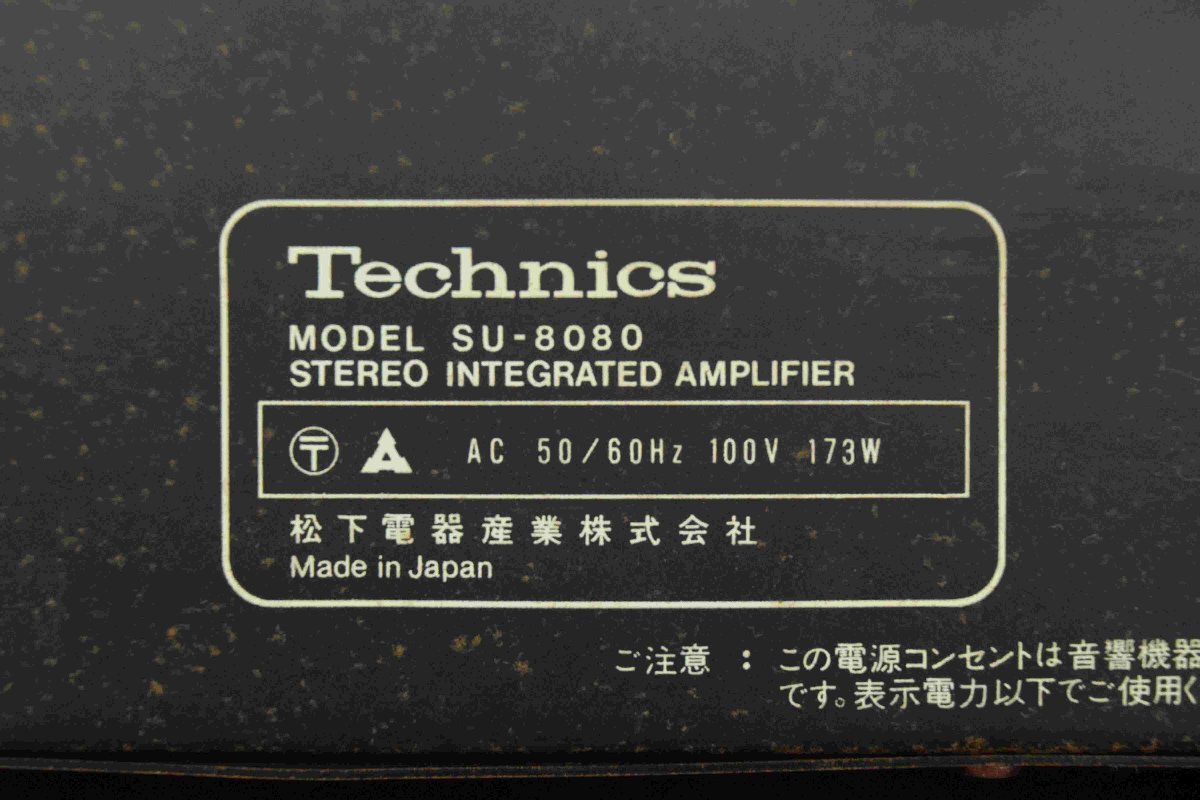 Technics
MODEL SU-8080
STEREO INTEGRATED AMPLIFIER
〒 A AC 50/60Hz 100V 173W
松下電器産業株式会社
Made in Japan
ご注意 : この電源コンセントは音響機器
です。表示電力以下でご使用く